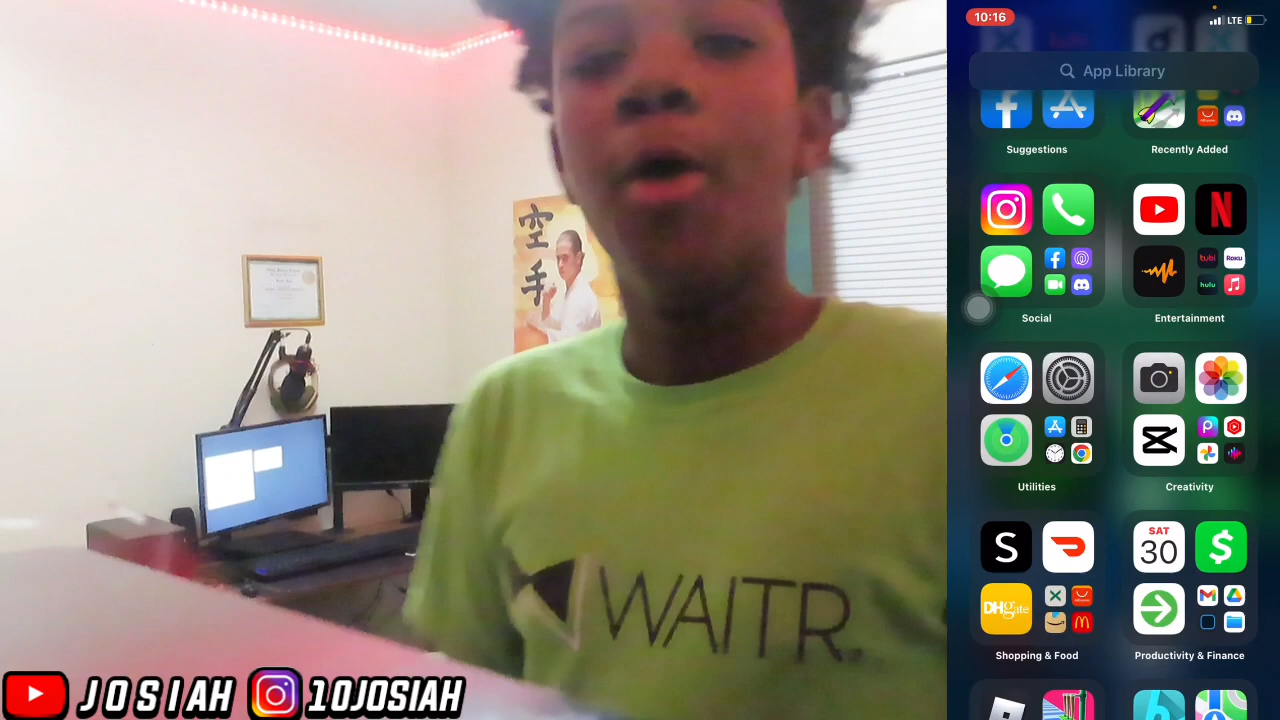 10:16
LTE
App Library
Suggestions
Recently Added
Social
Entertainment
tubi
Roku
hulu
Utilities
Creativity
S
SAT
30
DHgate
Shopping & Food
Productivity & Finance
空
手
WAITR.
JOSIAH
10JOSIAH